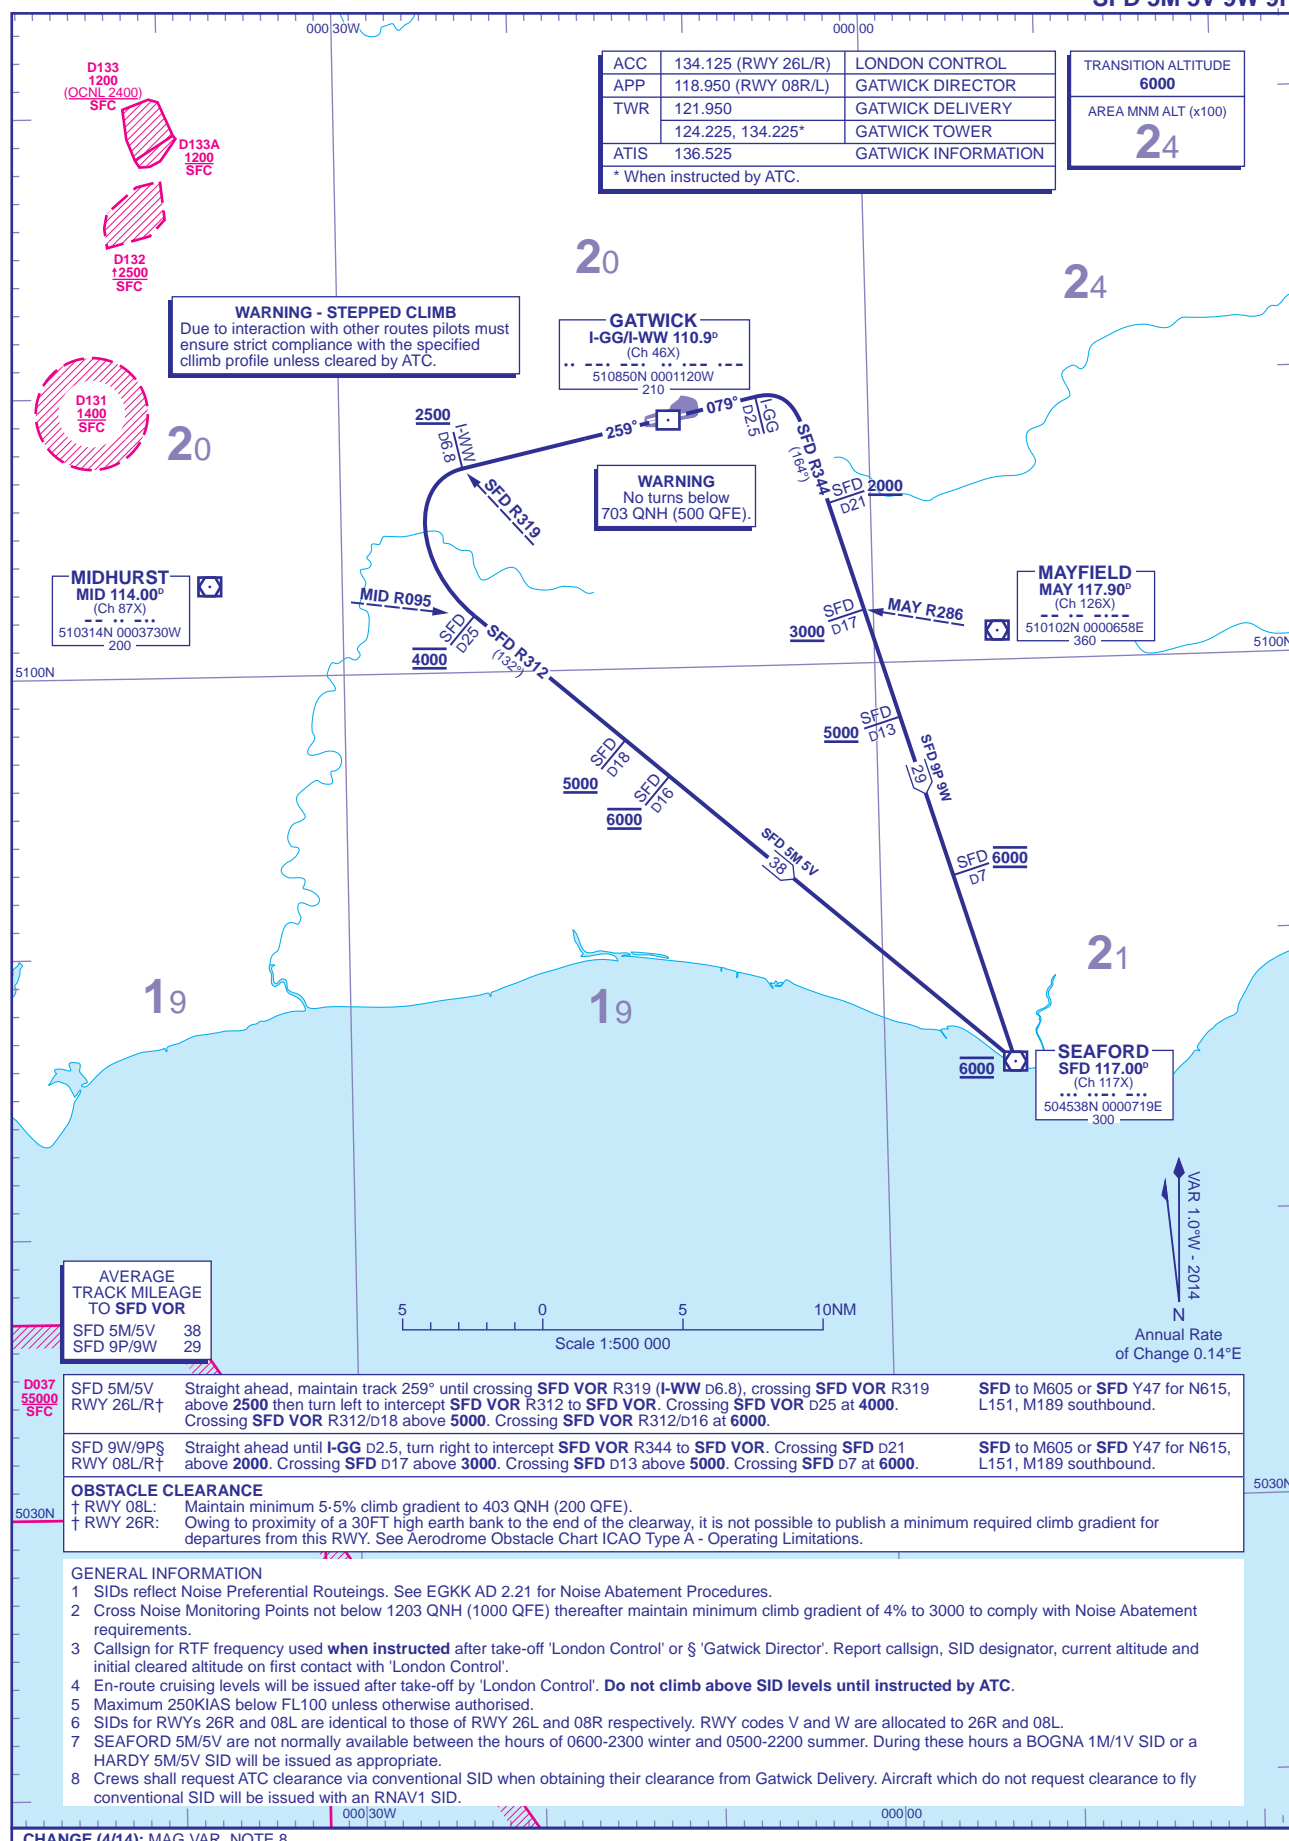 000 30W
000 00
D133
1200
(OCNL 2400)
SFC
D133A
1200
SFC
D132
†2500
SFC
D131
1400
SFC
ACC 134.125 (RWY 26L/R) LONDON CONTROL
APP 118.950 (RWY 08R/L) GATWICK DIRECTOR
TWR 121.950 GATWICK DELIVERY
124.225, 134.225* GATWICK TOWER
ATIS 136.525 GATWICK INFORMATION
* When instructed by ATC.
TRANSITION ALTITUDE
6000
AREA MNM ALT (x100)
24
20
24
WARNING - STEPPED CLIMB
Due to interaction with other routes pilots must
ensure strict compliance with the specified
cllimb profile unless cleared by ATC.
GATWICK
I-GG/I-WW 110.9D
(Ch 46X)
510850N 0001120W
210
20
2500
I-WW
D6.8
259°
079°
I-GG
D2.5
SFD R344
(164°)
SFD R319
WARNING
No turns below
703 QNH (500 QFE).
SFD
D21
2000
MIDHURST
MID 114.00D
(Ch 87X)
510314N 0003730W
200
MID R095
SFD
D25
4000
SFD R312
(132°)
SFD
D17
3000
MAY R286
MAYFIELD
MAY 117.90D
(Ch 126X)
510102N 0000658E
360
5100N
5100N
SFD
D13
5000
SFD 9P 9W
29
SFD
D18
5000
SFD
D16
6000
SFD 5M 5V
38
SFD
D7
6000
21
19
19
6000
SEAFORD
SFD 117.00D
(Ch 117X)
504538N 0000719E
300
VAR 1.0°W - 2014
N
Annual Rate
of Change 0.14°E
AVERAGE
TRACK MILEAGE
TO SFD VOR
SFD 5M/5V 38
SFD 9P/9W 29
5 0 5 10NM
Scale 1:500 000
D037
55000
SFC
SFD 5M/5V Straight ahead, maintain track 259° until crossing SFD VOR R319 (I-WW D6.8), crossing SFD VOR R319 SFD to M605 or SFD Y47 for N615,
RWY 26L/R† above 2500 then turn left to intercept SFD VOR R312 to SFD VOR. Crossing SFD VOR D25 at 4000. L151, M189 southbound.
Crossing SFD VOR R312/D18 above 5000. Crossing SFD VOR R312/D16 at 6000.
SFD 9W/9P§ Straight ahead until I-GG D2.5, turn right to intercept SFD VOR R344 to SFD VOR. Crossing SFD D21 SFD to M605 or SFD Y47 for N615,
RWY 08L/R† above 2000. Crossing SFD D17 above 3000. Crossing SFD D13 above 5000. Crossing SFD D7 at 6000. L151, M189 southbound.
OBSTACLE CLEARANCE
† RWY 08L: Maintain minimum 5·5% climb gradient to 403 QNH (200 QFE).
† RWY 26R: Owing to proximity of a 30FT high earth bank to the end of the clearway, it is not possible to publish a minimum required climb gradient for
departures from this RWY. See Aerodrome Obstacle Chart ICAO Type A - Operating Limitations.
5030N
5030N
GENERAL INFORMATION
1 SIDs reflect Noise Preferential Routeings. See EGKK AD 2.21 for Noise Abatement Procedures.
2 Cross Noise Monitoring Points not below 1203 QNH (1000 QFE) thereafter maintain minimum climb gradient of 4% to 3000 to comply with Noise Abatement
requirements.
3 Callsign for RTF frequency used when instructed after take-off 'London Control' or § 'Gatwick Director'. Report callsign, SID designator, current altitude and
initial cleared altitude on first contact with 'London Control'.
4 En-route cruising levels will be issued after take-off by 'London Control'. Do not climb above SID levels until instructed by ATC.
5 Maximum 250KIAS below FL100 unless otherwise authorised.
6 SIDs for RWYs 26R and 08L are identical to those of RWY 26L and 08R respectively. RWY codes V and W are allocated to 26R and 08L.
7 SEAFORD 5M/5V are not normally available between the hours of 0600-2300 winter and 0500-2200 summer. During these hours a BOGNA 1M/1V SID or a
HARDY 5M/5V SID will be issued as appropriate.
8 Crews shall request ATC clearance via conventional SID when obtaining their clearance from Gatwick Delivery. Aircraft which do not request clearance to fly
conventional SID will be issued with an RNAV1 SID.
000 30W
000 00
CHANGE (4/14): MAG VAR. NOTE 8.